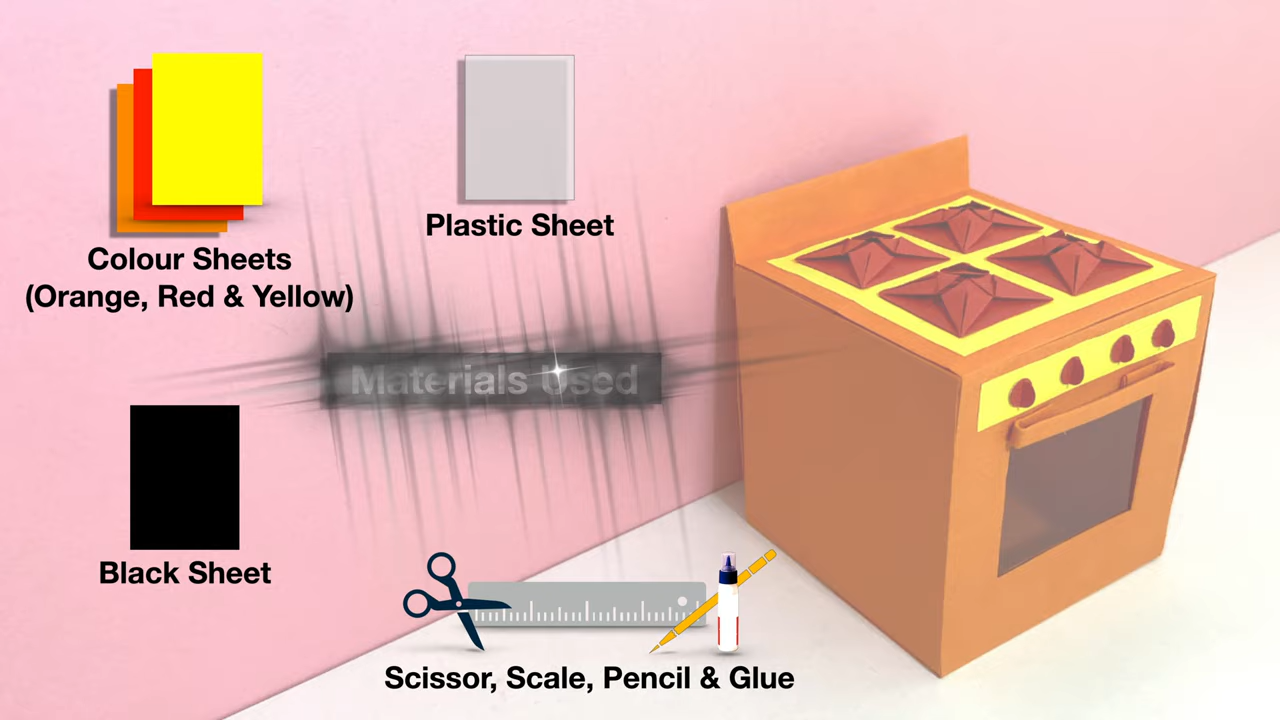 Colour Sheets
(Orange, Red & Yellow)
Plastic Sheet
Materials Used
Black Sheet
Scissor, Scale, Pencil & Glue